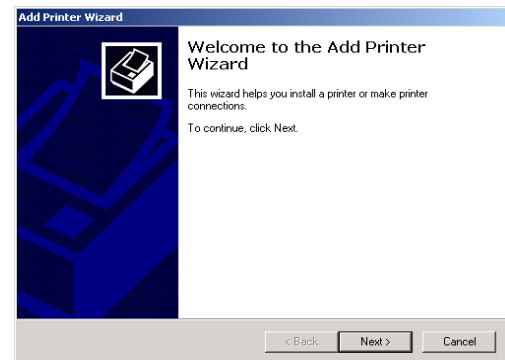 Add Printer Wizard
Welcome to the Add Printer
Wizard
This wizard helps you install a printer or make printer
connections.
To continue, click Next.
< Back Next > Cancel